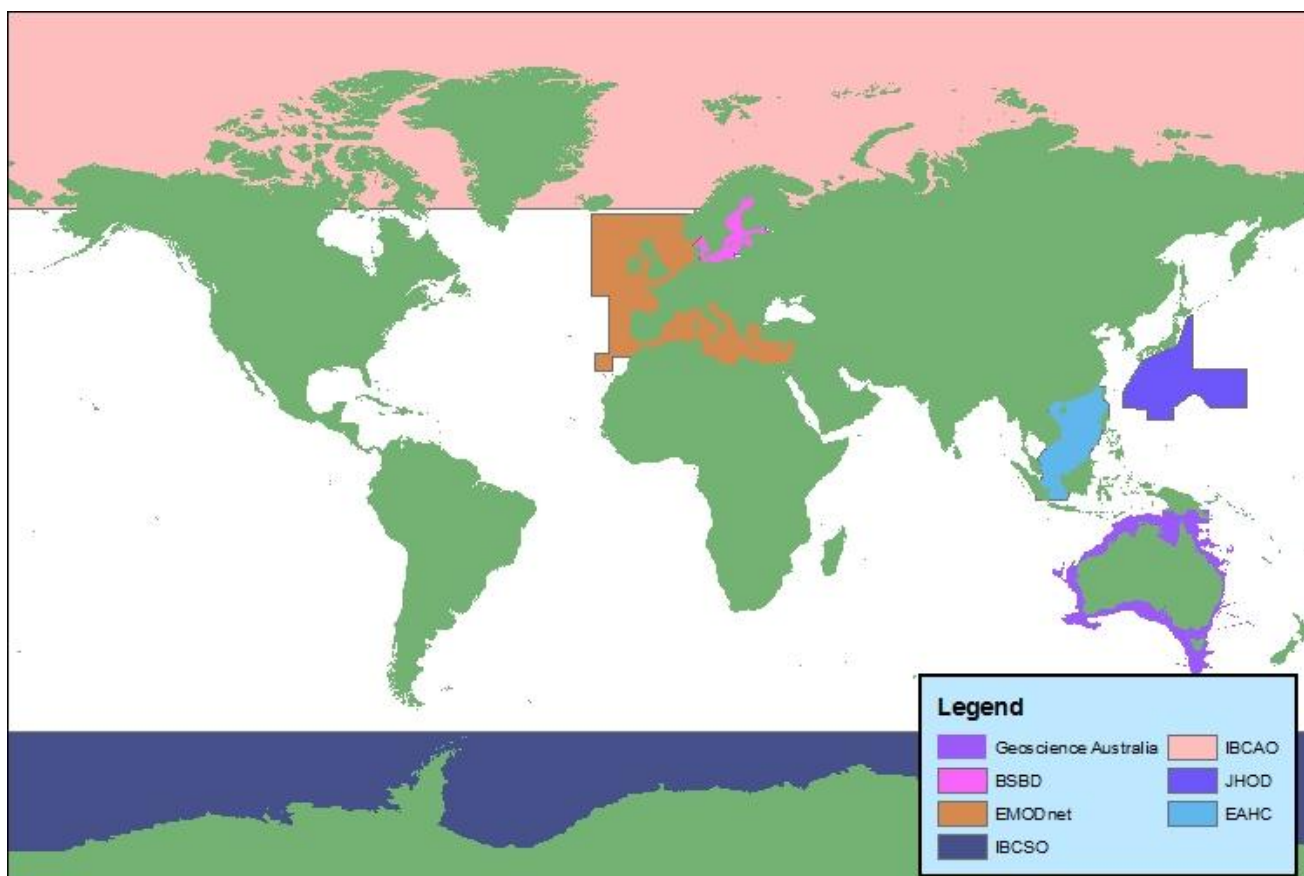 Legend
Geoscience Australia
BSBD
EMODnet
IBCSO
IBCAO
JHOD
EAHC